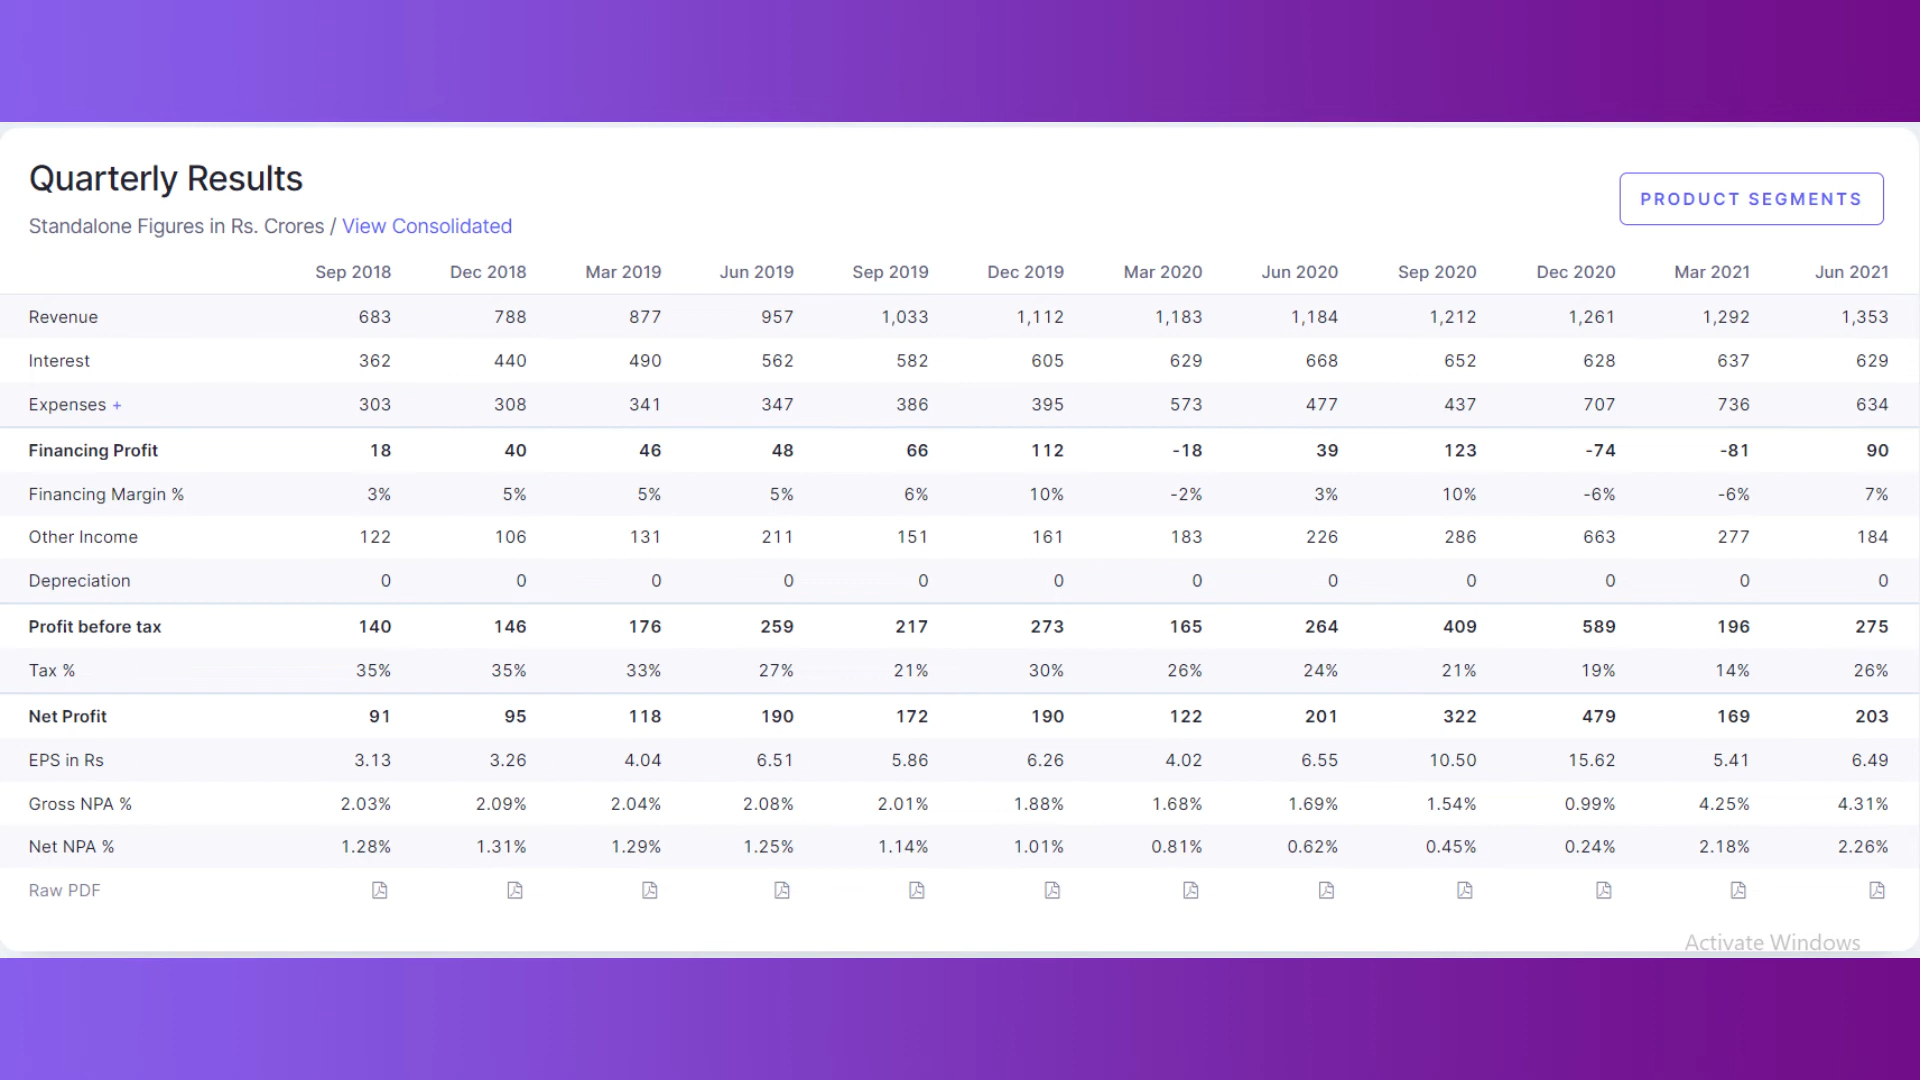 Quarterly Results
PRODUCT SEGMENTS
Standalone Figures in Rs. Crores / View Consolidated
Sep 2018 Dec 2018 Mar 2019 Jun 2019 Sep 2019 Dec 2019 Mar 2020 Jun 2020 Sep 2020 Dec 2020 Mar 2021 Jun 2021
Revenue 683 788 877 957 1,033 1,112 1,183 1,184 1,212 1,261 1,292 1,353
Interest 362 440 490 562 582 605 629 668 652 628 637 629
Expenses + 303 308 341 347 386 395 573 477 437 707 736 634
Financing Profit 18 40 46 48 66 112 -18 39 123 -74 -81 90
Financing Margin % 3% 5% 5% 5% 6% 10% -2% 3% 10% -6% -6% 7%
Other Income 122 106 131 211 151 161 183 226 286 663 277 184
Depreciation 0 0 0 0 0 0 0 0 0 0 0 0
Profit before tax 140 146 176 259 217 273 165 264 409 589 196 275
Tax % 35% 35% 33% 27% 21% 30% 26% 24% 21% 19% 14% 26%
Net Profit 91 95 118 190 172 190 122 201 322 479 169 203
EPS in Rs 3.13 3.26 4.04 6.51 5.86 6.26 4.02 6.55 10.50 15.62 5.41 6.49
Gross NPA % 2.03% 2.09% 2.04% 2.08% 2.01% 1.88% 1.68% 1.69% 1.54% 0.99% 4.25% 4.31%
Net NPA % 1.28% 1.31% 1.29% 1.25% 1.14% 1.01% 0.81% 0.62% 0.45% 0.24% 2.18% 2.26%
Raw PDF
Activate Windows